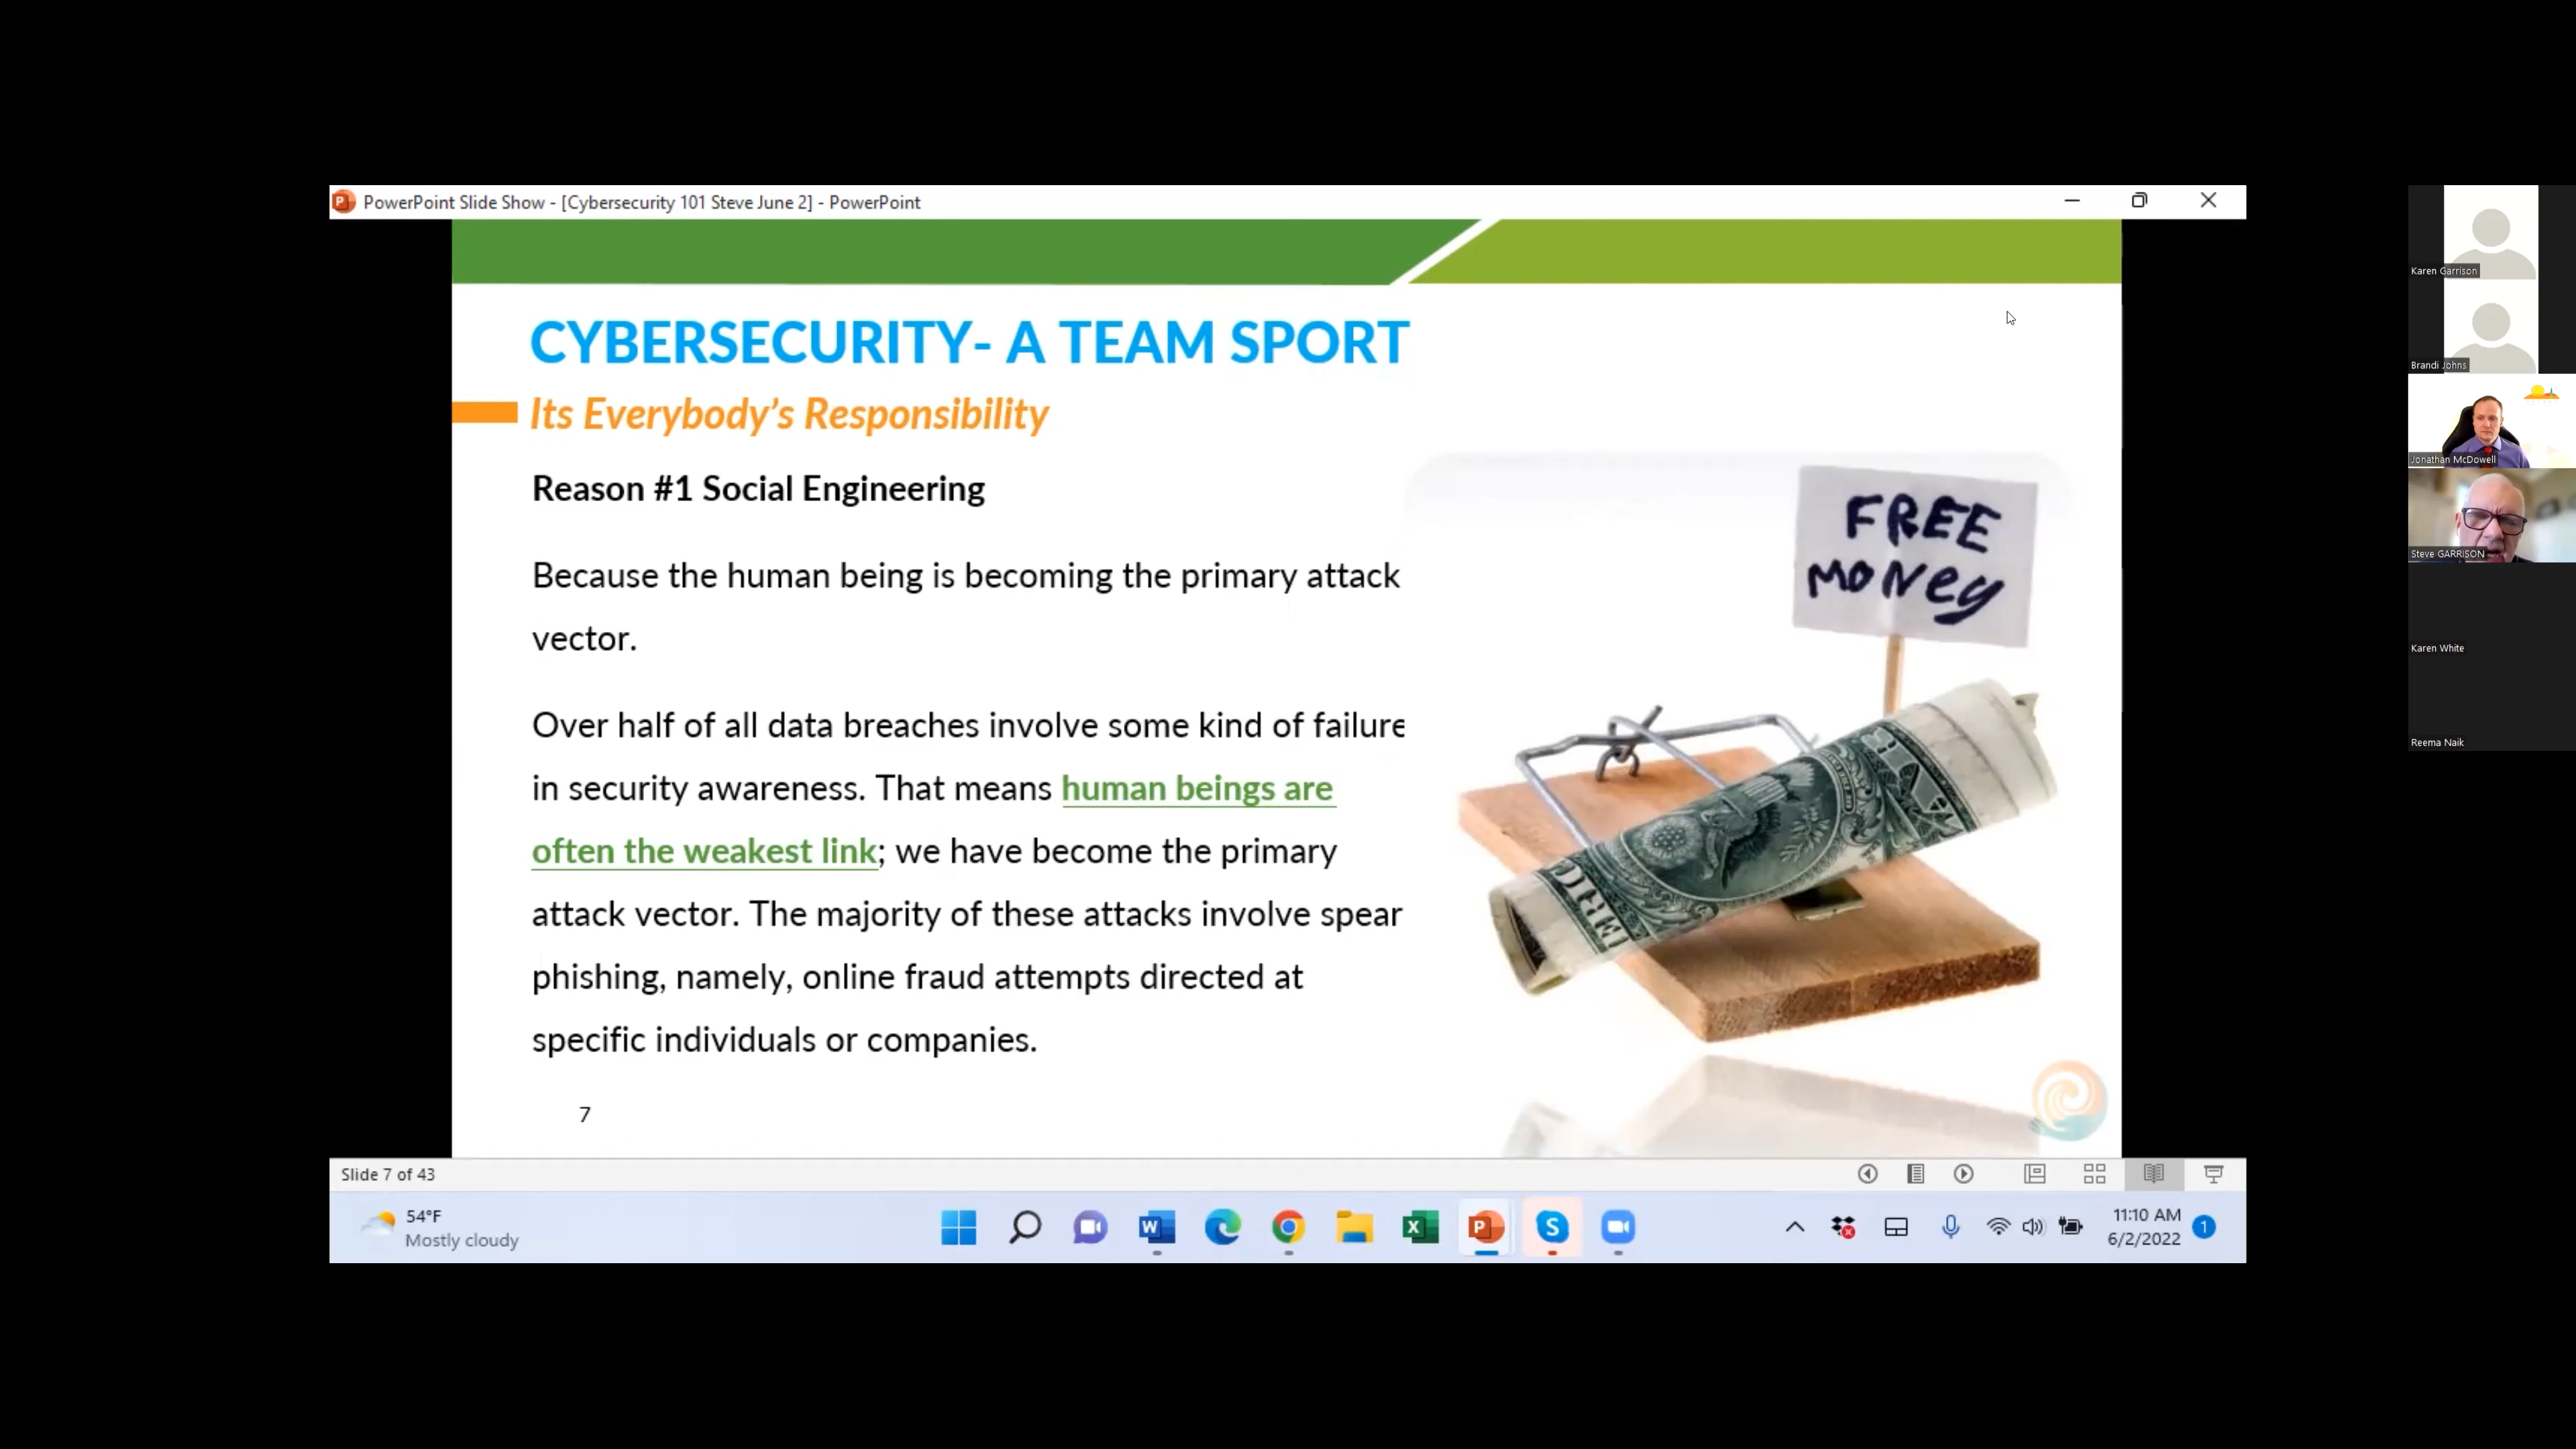 PowerPoint Slide Show - [Cybersecurity 101 Steve June 2] - PowerPoint
CYBERSECURITY- A TEAM SPORT
Its Everybody's Responsibility
Reason #1 Social Engineering
Because the human being is becoming the primary attack
vector.
Over half of all data breaches involve some kind of failure
in security awareness. That means human beings are
often the weakest link; we have become the primary
attack vector. The majority of these attacks involve spear
phishing, namely, online fraud attempts directed at
specific individuals or companies.
7
FREE
MONey
Karen Garrison
Brandi Johns
Jonathan McDowell
Steve GARRISON
Karen White
Reema Naik
Slide 7 of 43
54°F
Mostly cloudy
11:10 AM
6/2/2022
1